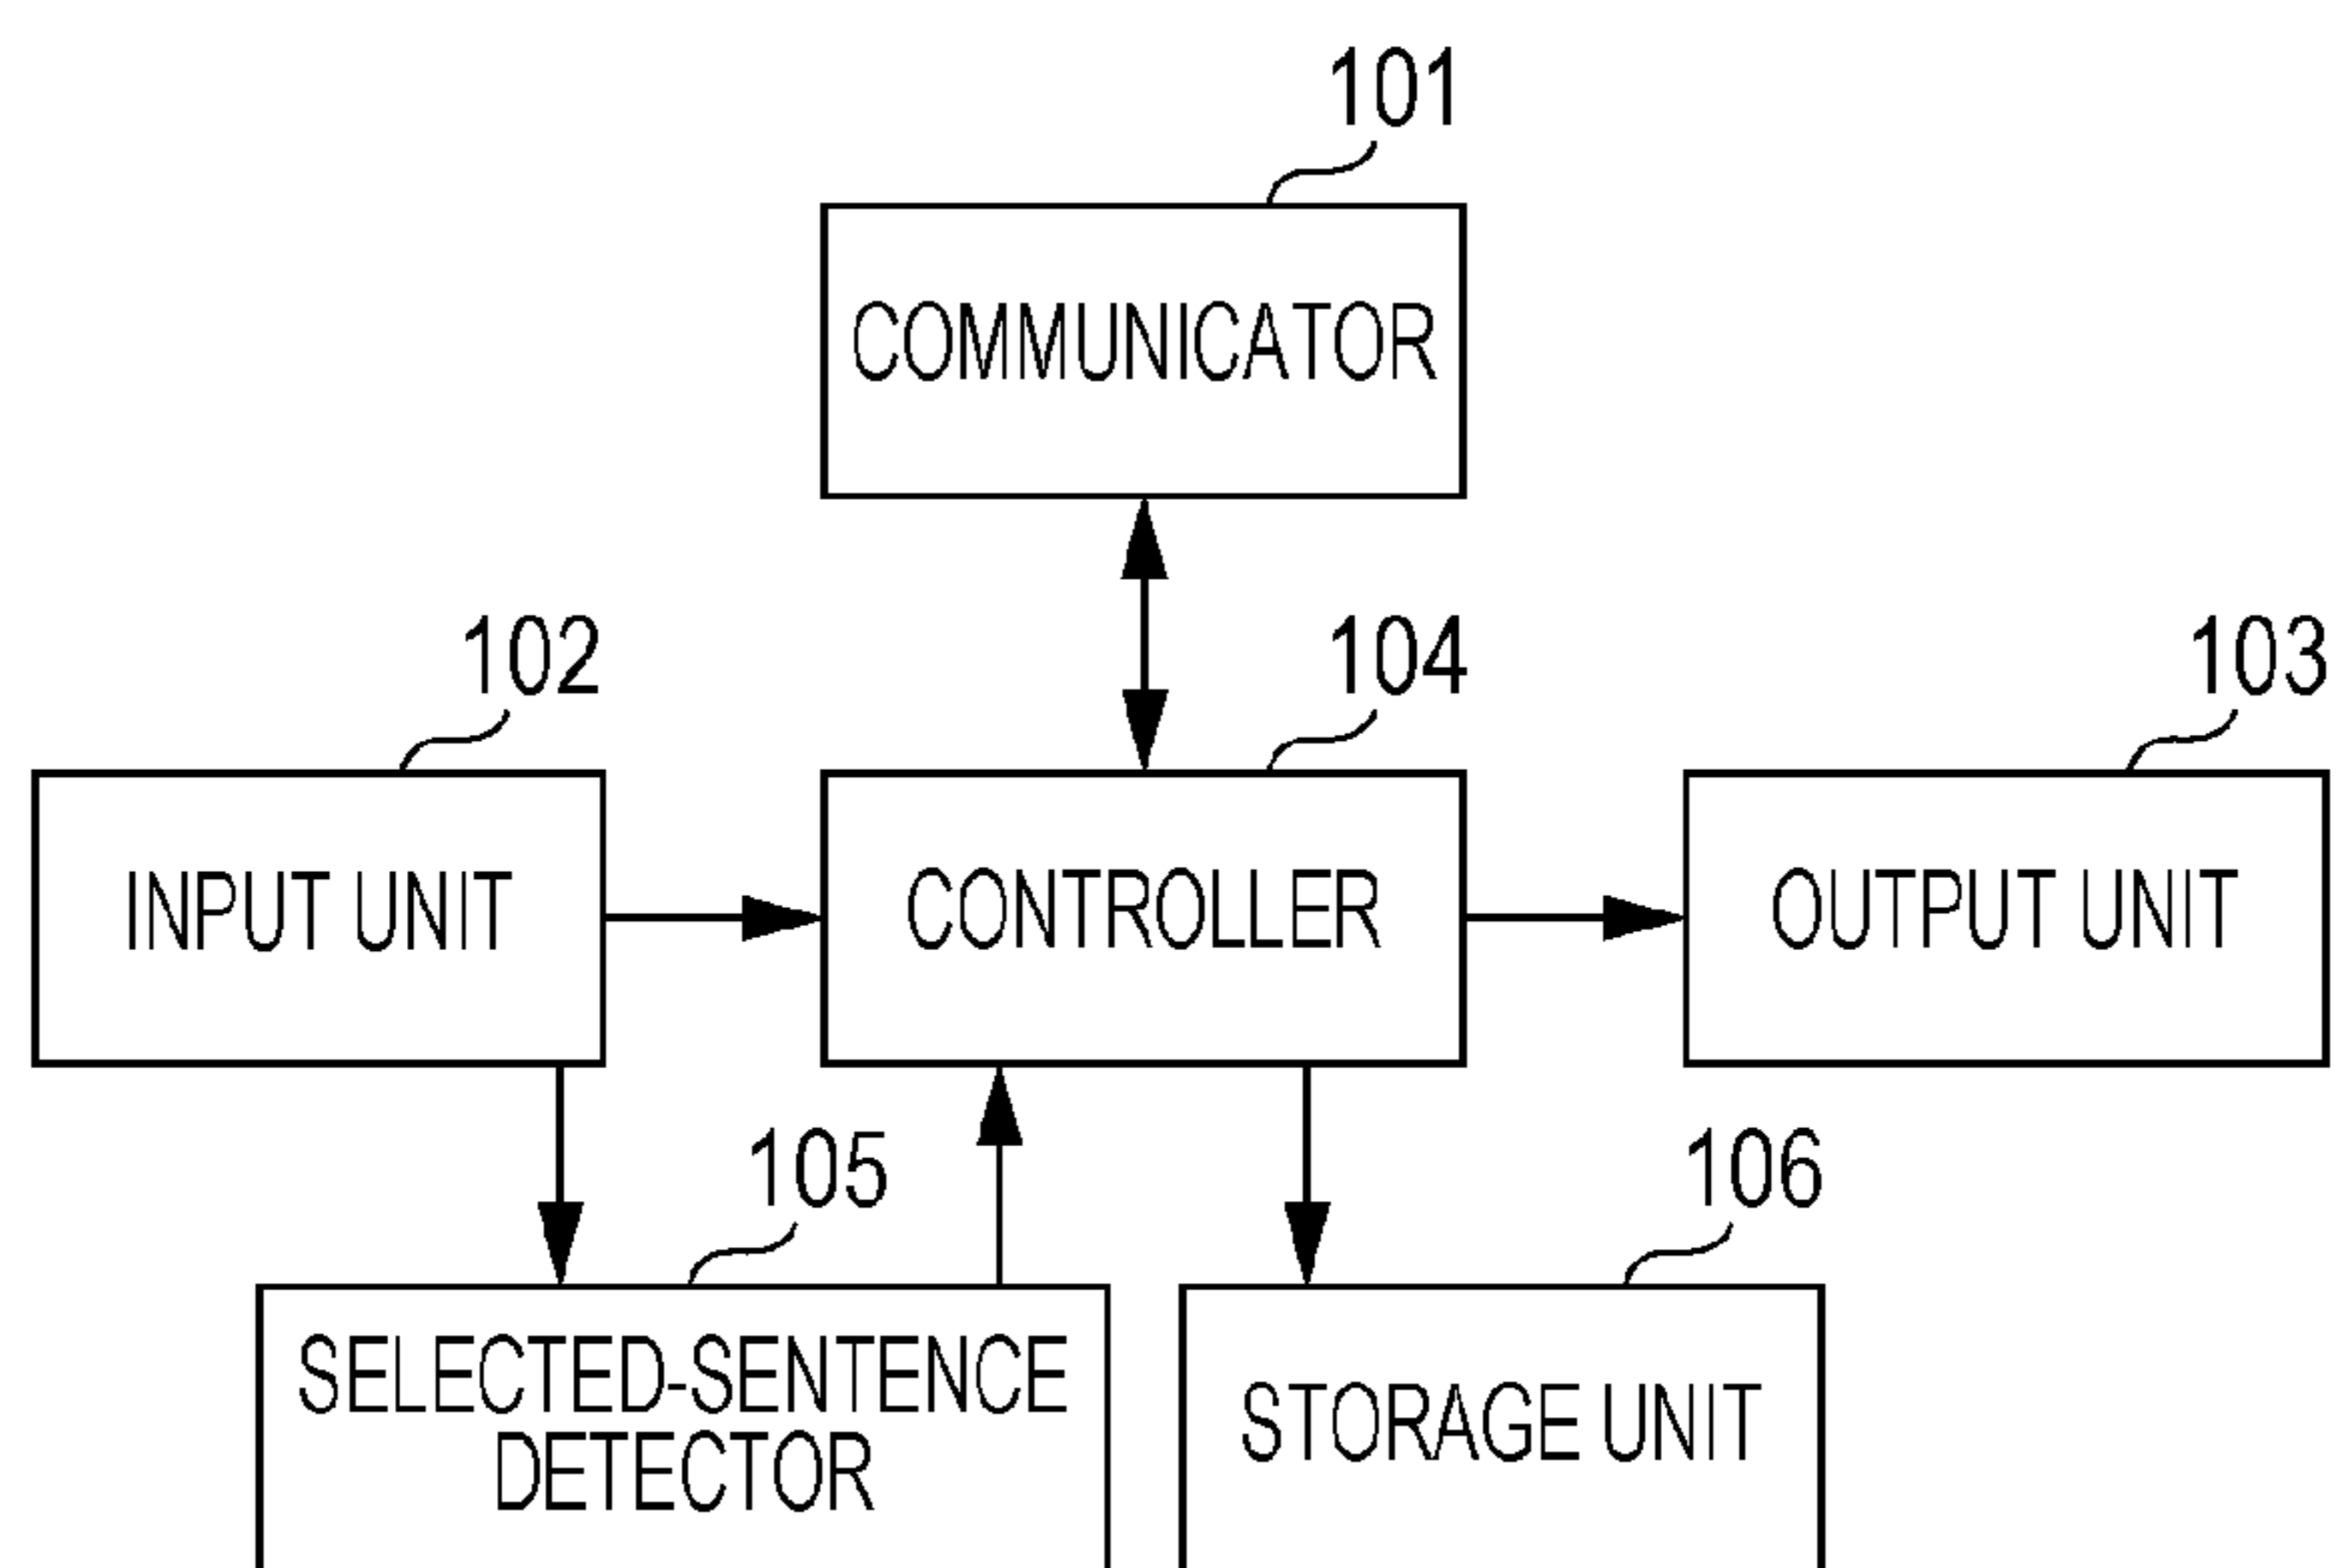 101
COMMUNICATOR
102
104
103
INPUT UNIT
CONTROLLER
OUTPUT UNIT
105
106
SELECTED-SENTENCE
DETECTOR
STORAGE UNIT